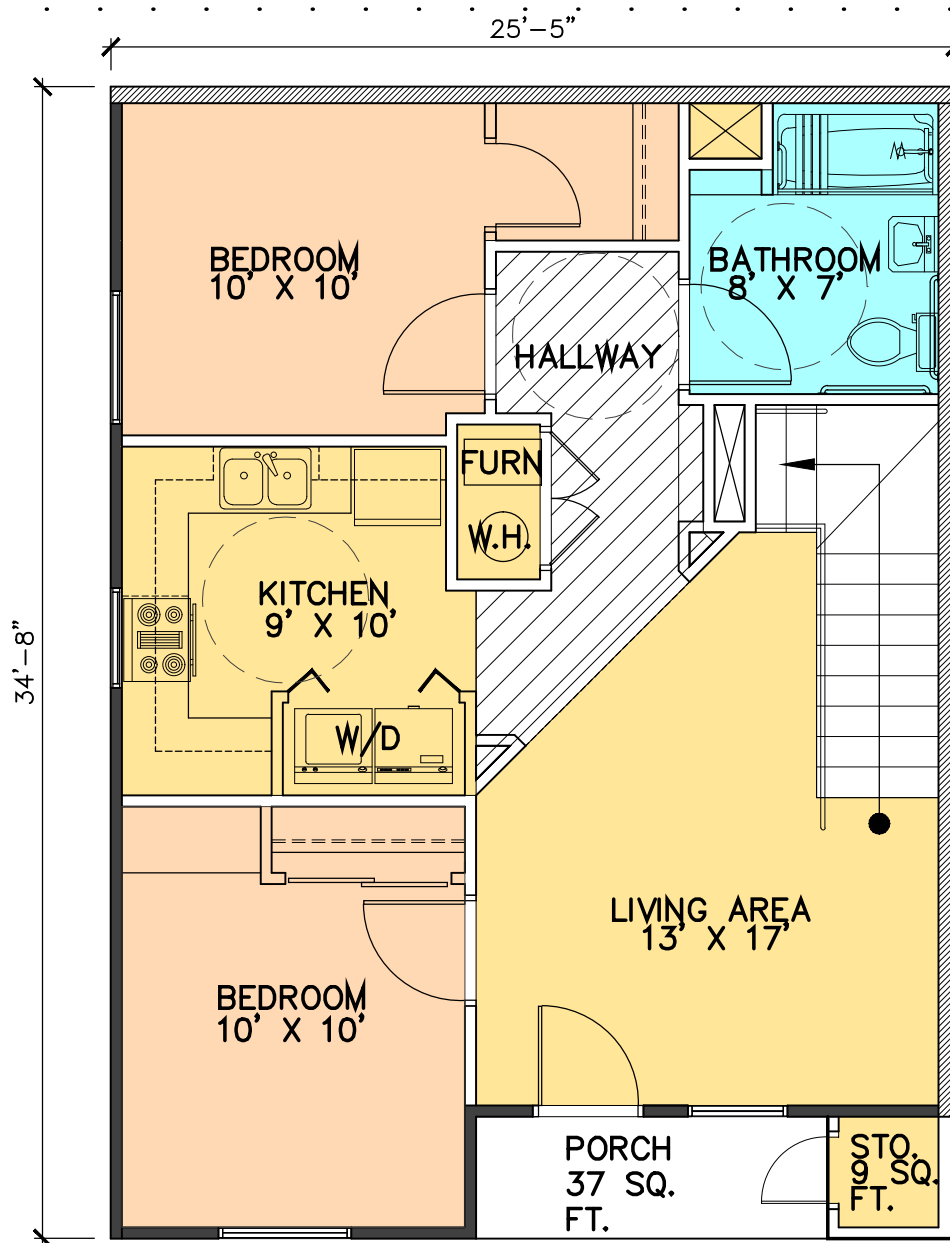 25'-5"
BEDROOM
10' X 10'
BATHROOM
8' X 7'
HALLWAY
FURN
W.H.
KITCHEN
9' X 10'
34'-8"
W/D
LIVING AREA
13' X 17'
BEDROOM
10' X 10'
PORCH
37 SQ.
FT.
STO.
9 SQ.
FT.